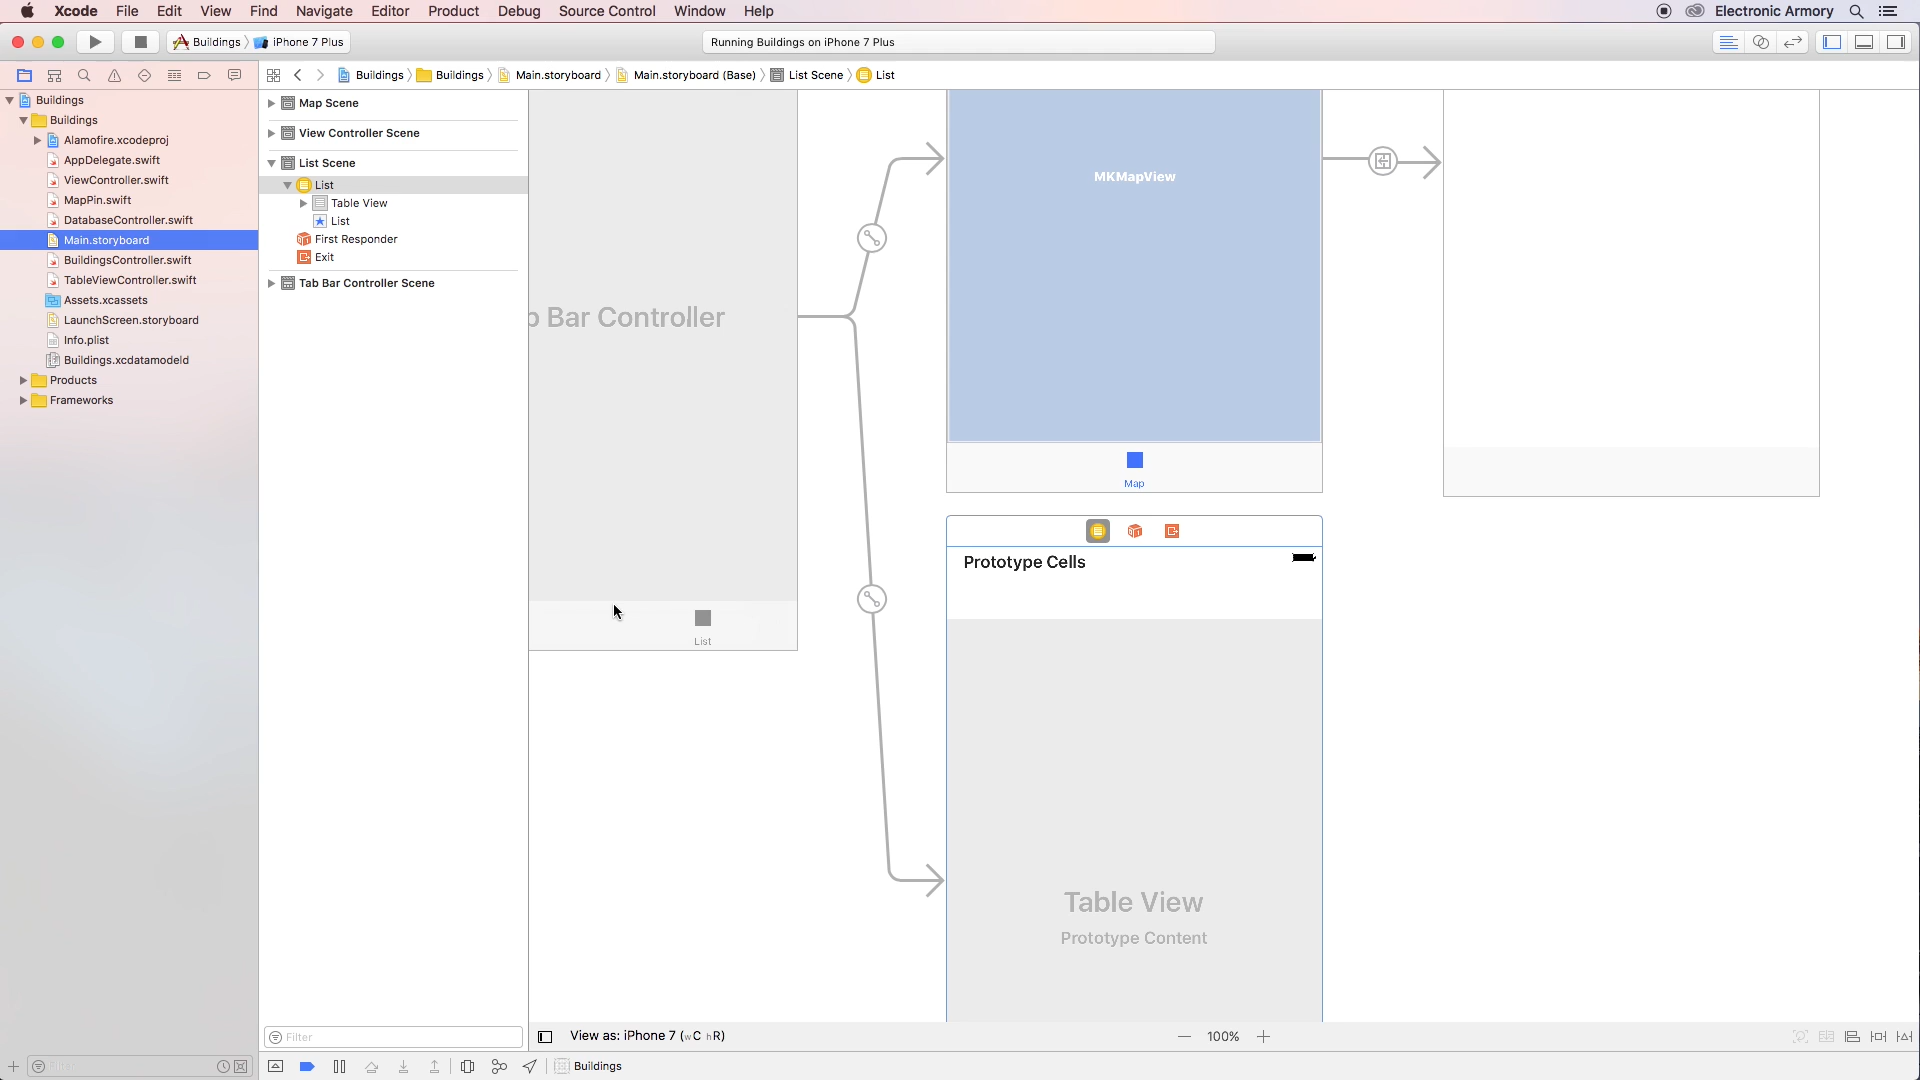 Xcode File Edit View Find Navigate Editor Product Debug Source Control Window Help Electronic Armory
Buildings iPhone 7 Plus Running Buildings on iPhone 7 Plus
Buildings Buildings Main.storyboard Main.storyboard (Base) List Scene List
Buildings
Buildings
Alamofire.xcodeproj
AppDelegate.swift
ViewController.swift
MapPin.swift
DatabaseController.swift
Main.storyboard
BuildingsController.swift
TableViewController.swift
Assets.xcassets
LaunchScreen.storyboard
Info.plist
Buildings.xcdatamodeld
Products
Frameworks
Map Scene
View Controller Scene
List Scene
List
Table View
List
First Responder
Exit
Tab Bar Controller Scene
b Bar Controller
List
MKMapView
Map
Prototype Cells
Table View
Prototype Content
Filter
View as: iPhone 7 (wC hR)
100%
Filter
Buildings